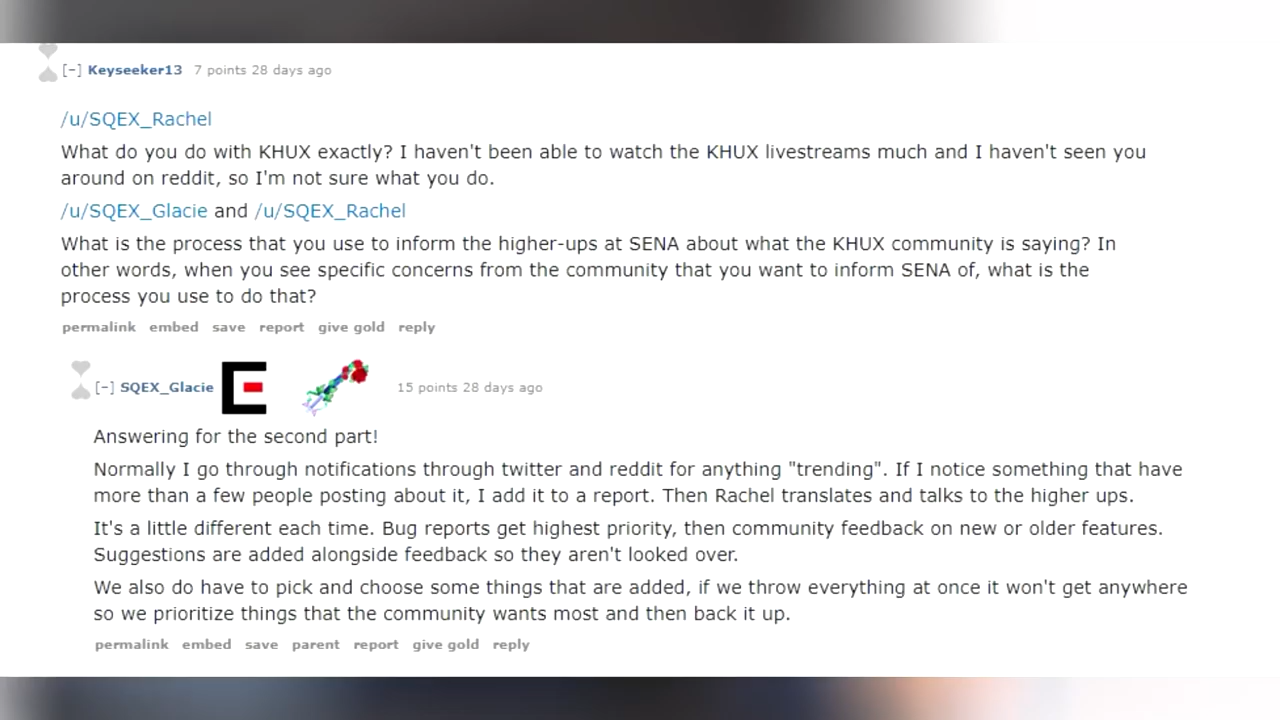 [-] Keyseeker13 7 points 28 days ago
/u/SQEX_Rachel
What do you do with KHUX exactly? I haven't been able to watch the KHUX livestreams much and I haven't seen you
around on reddit, so I'm not sure what you do.
/u/SQEX_Glacie and /u/SQEX_Rachel
What is the process that you use to inform the higher-ups at SENA about what the KHUX community is saying? In
other words, when you see specific concerns from the community that you want to inform SENA of, what is the
process you use to do that?
permalink embed save report give gold reply
[-] SQEX_Glacie 15 points 28 days ago
Answering for the second part!
Normally I go through notifications through twitter and reddit for anything "trending". If I notice something that have
more than a few people posting about it, I add it to a report. Then Rachel translates and talks to the higher ups.
It's a little different each time. Bug reports get highest priority, then community feedback on new or older features.
Suggestions are added alongside feedback so they aren't looked over.
We also do have to pick and choose some things that are added, if we throw everything at once it won't get anywhere
so we prioritize things that the community wants most and then back it up.
permalink embed save parent report give gold reply